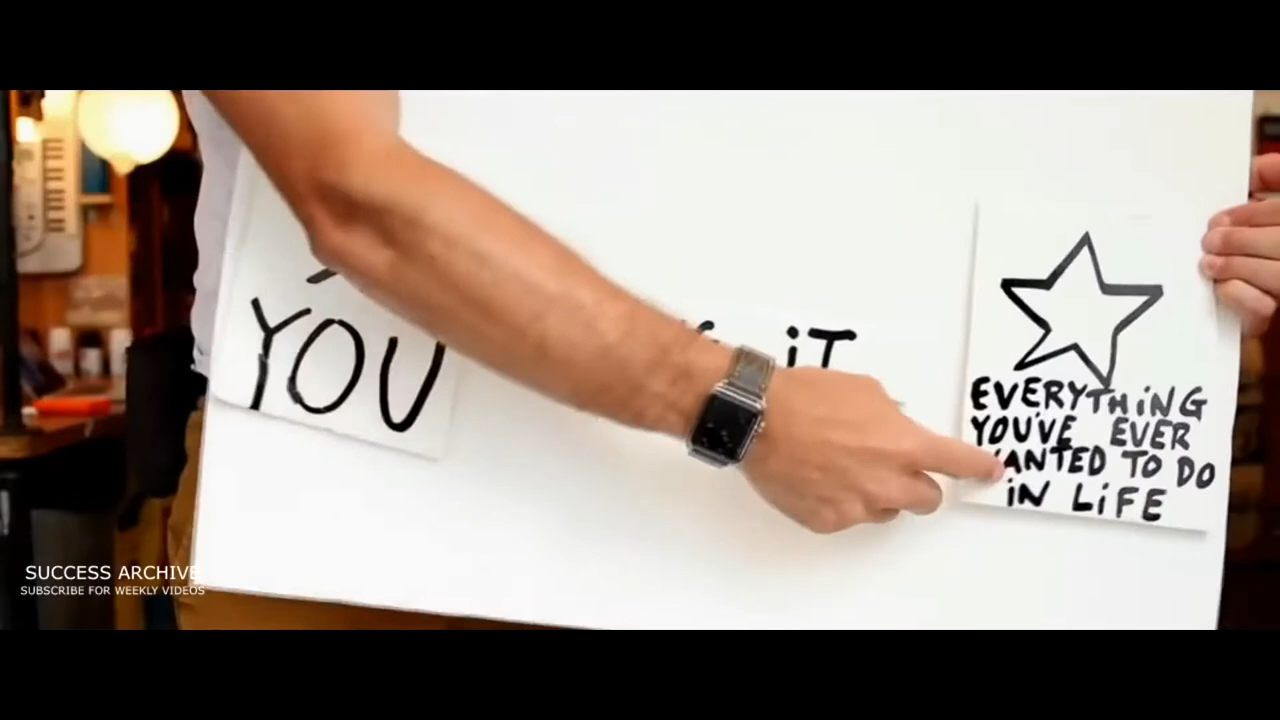 YOU
iT
EVERYTHiNG
YOU'VE EVER
WANTED TO DO
iN LiFE
SUCCESS ARCHIVE
SUBSCRIBE FOR WEEKLY VIDEOS